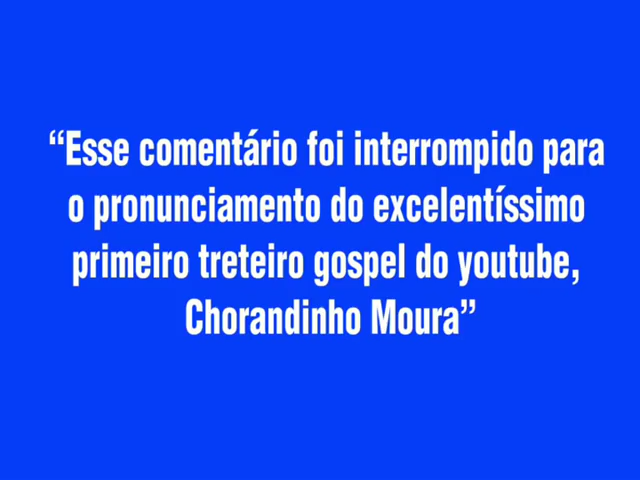 “Esse comentário foi interrompido para
o pronunciamento do excelentíssimo
primeiro treteiro gospel do youtube,
Chorandinho Moura”